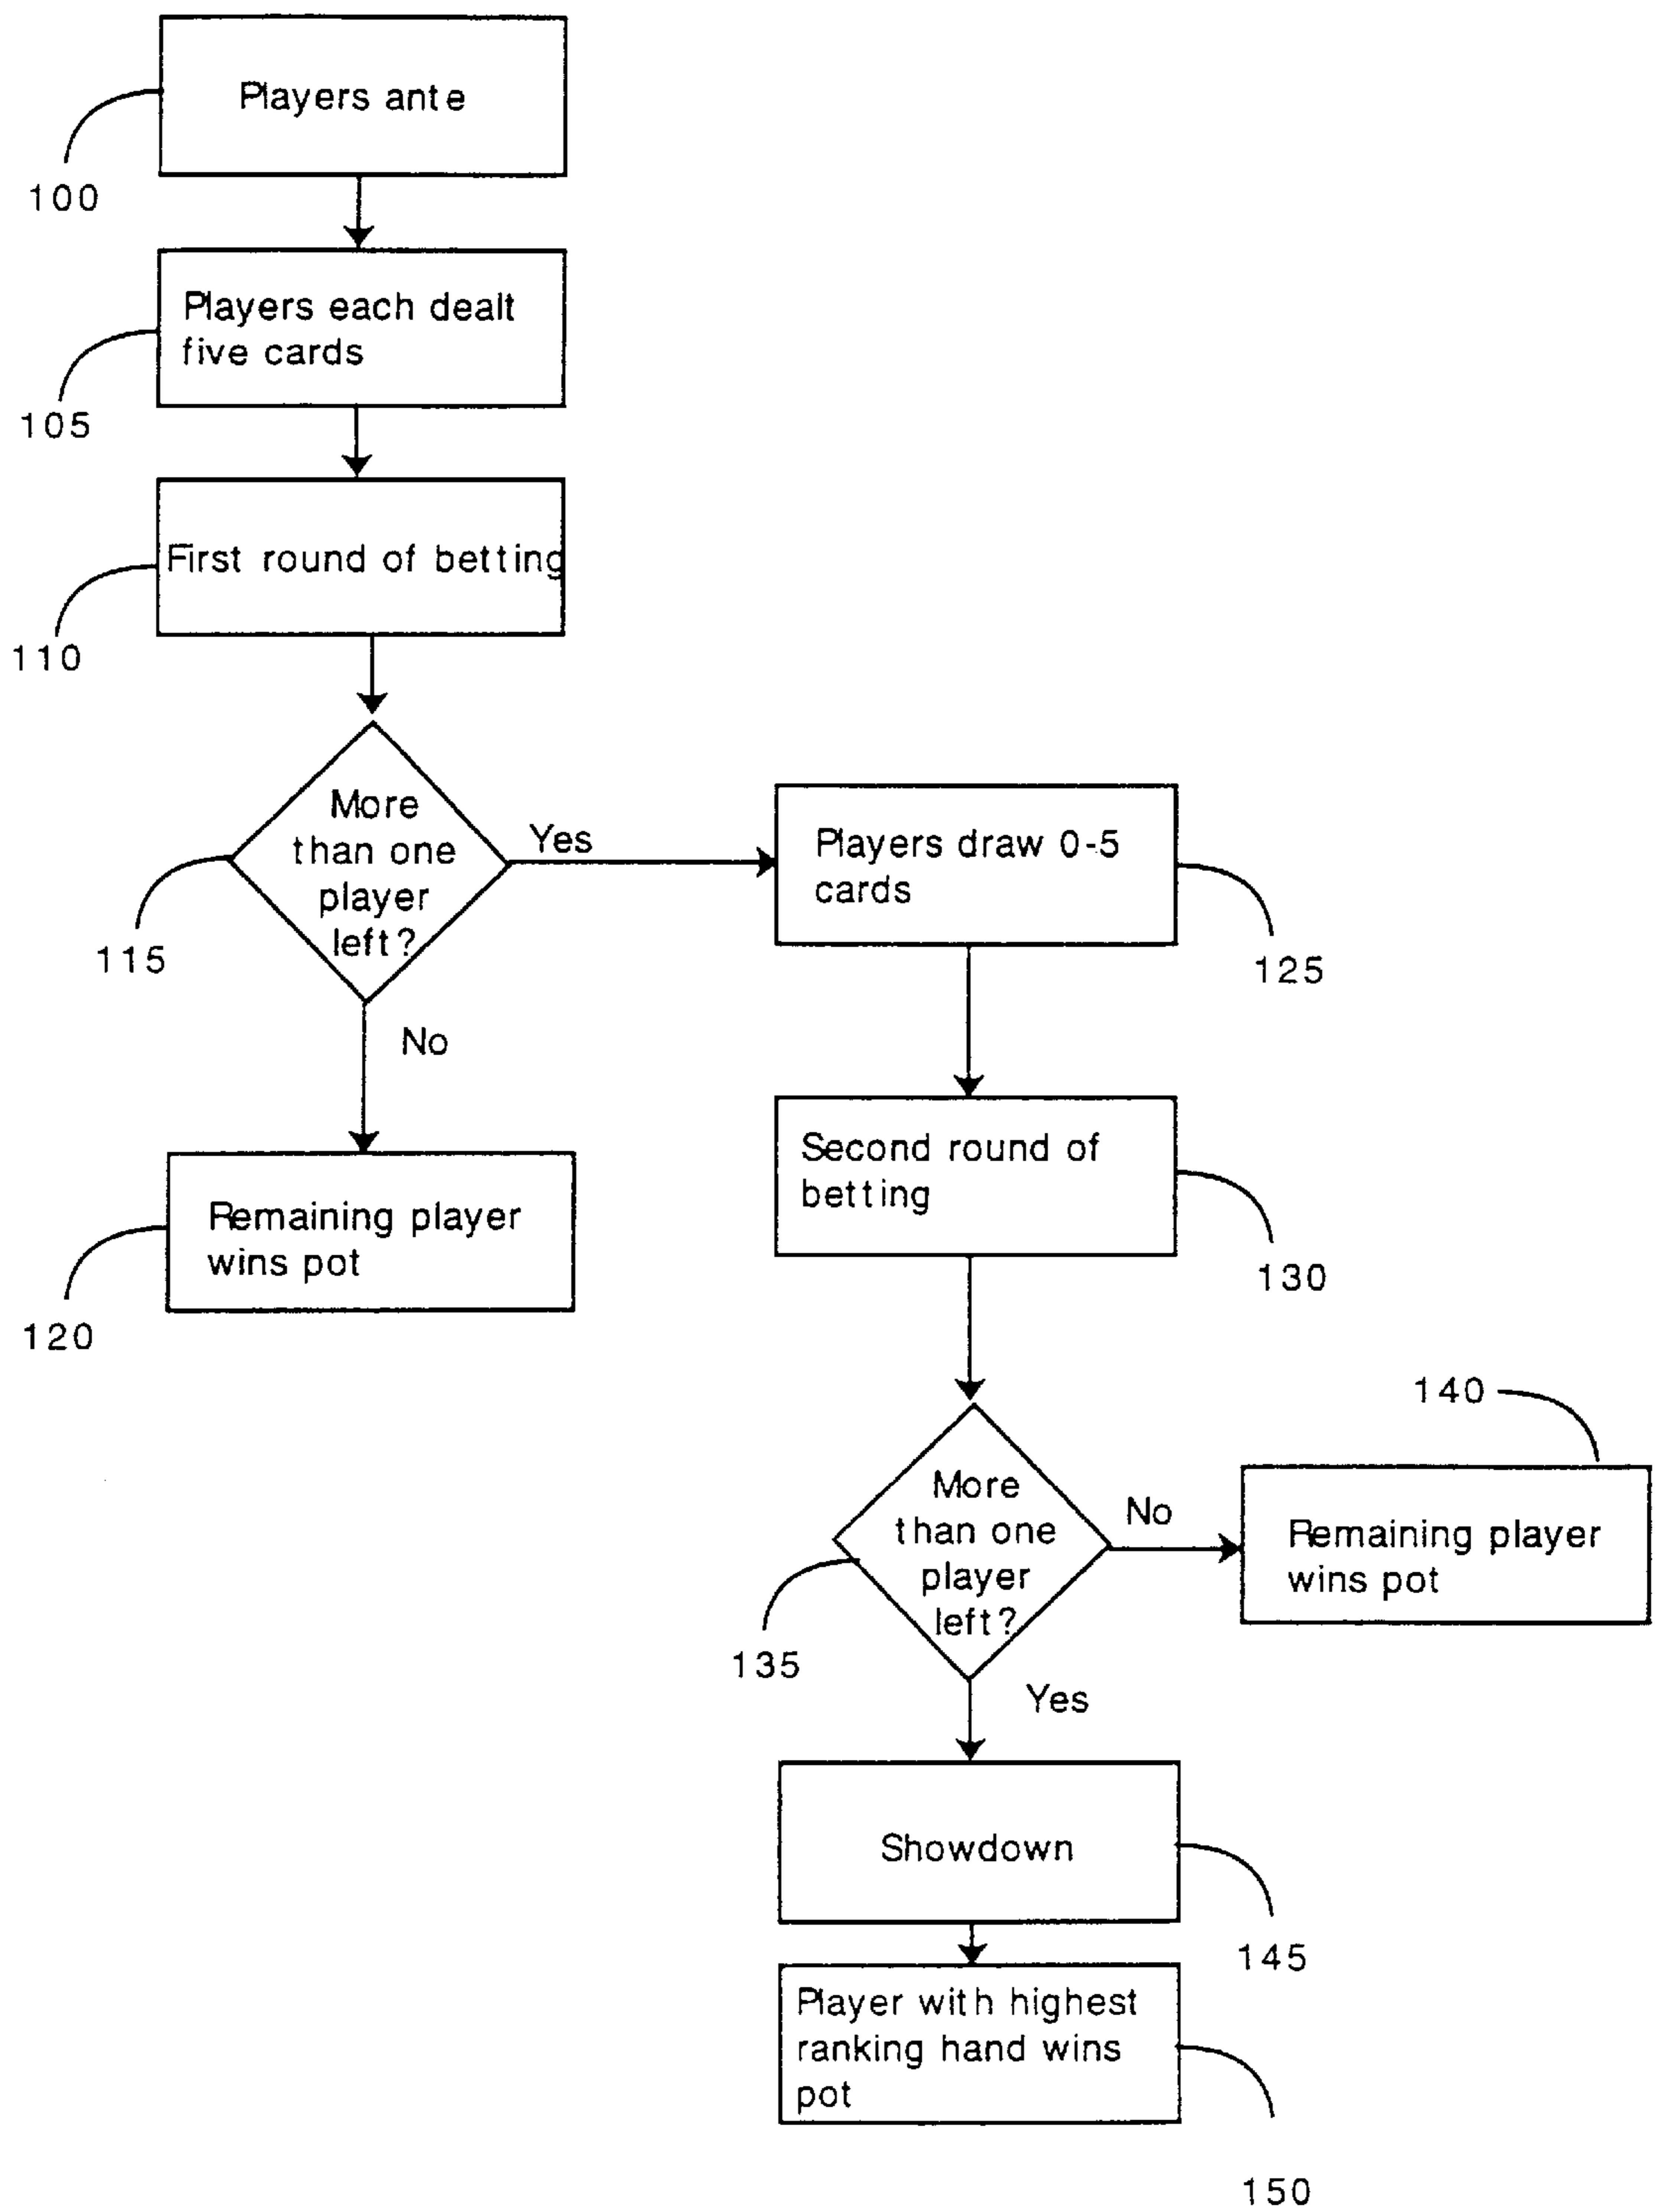 Players ante
100
Players each dealt
five cards
105
First round of betting
110
More
than one
player
left?
115
Yes
No
Remaining player
wins pot
120
Players draw 0-5
cards
125
Second round of
betting
130
More
than one
player
left?
135
No
140
Remaining player
wins pot
Yes
Showdown
145
Player with highest
ranking hand wins
pot
150